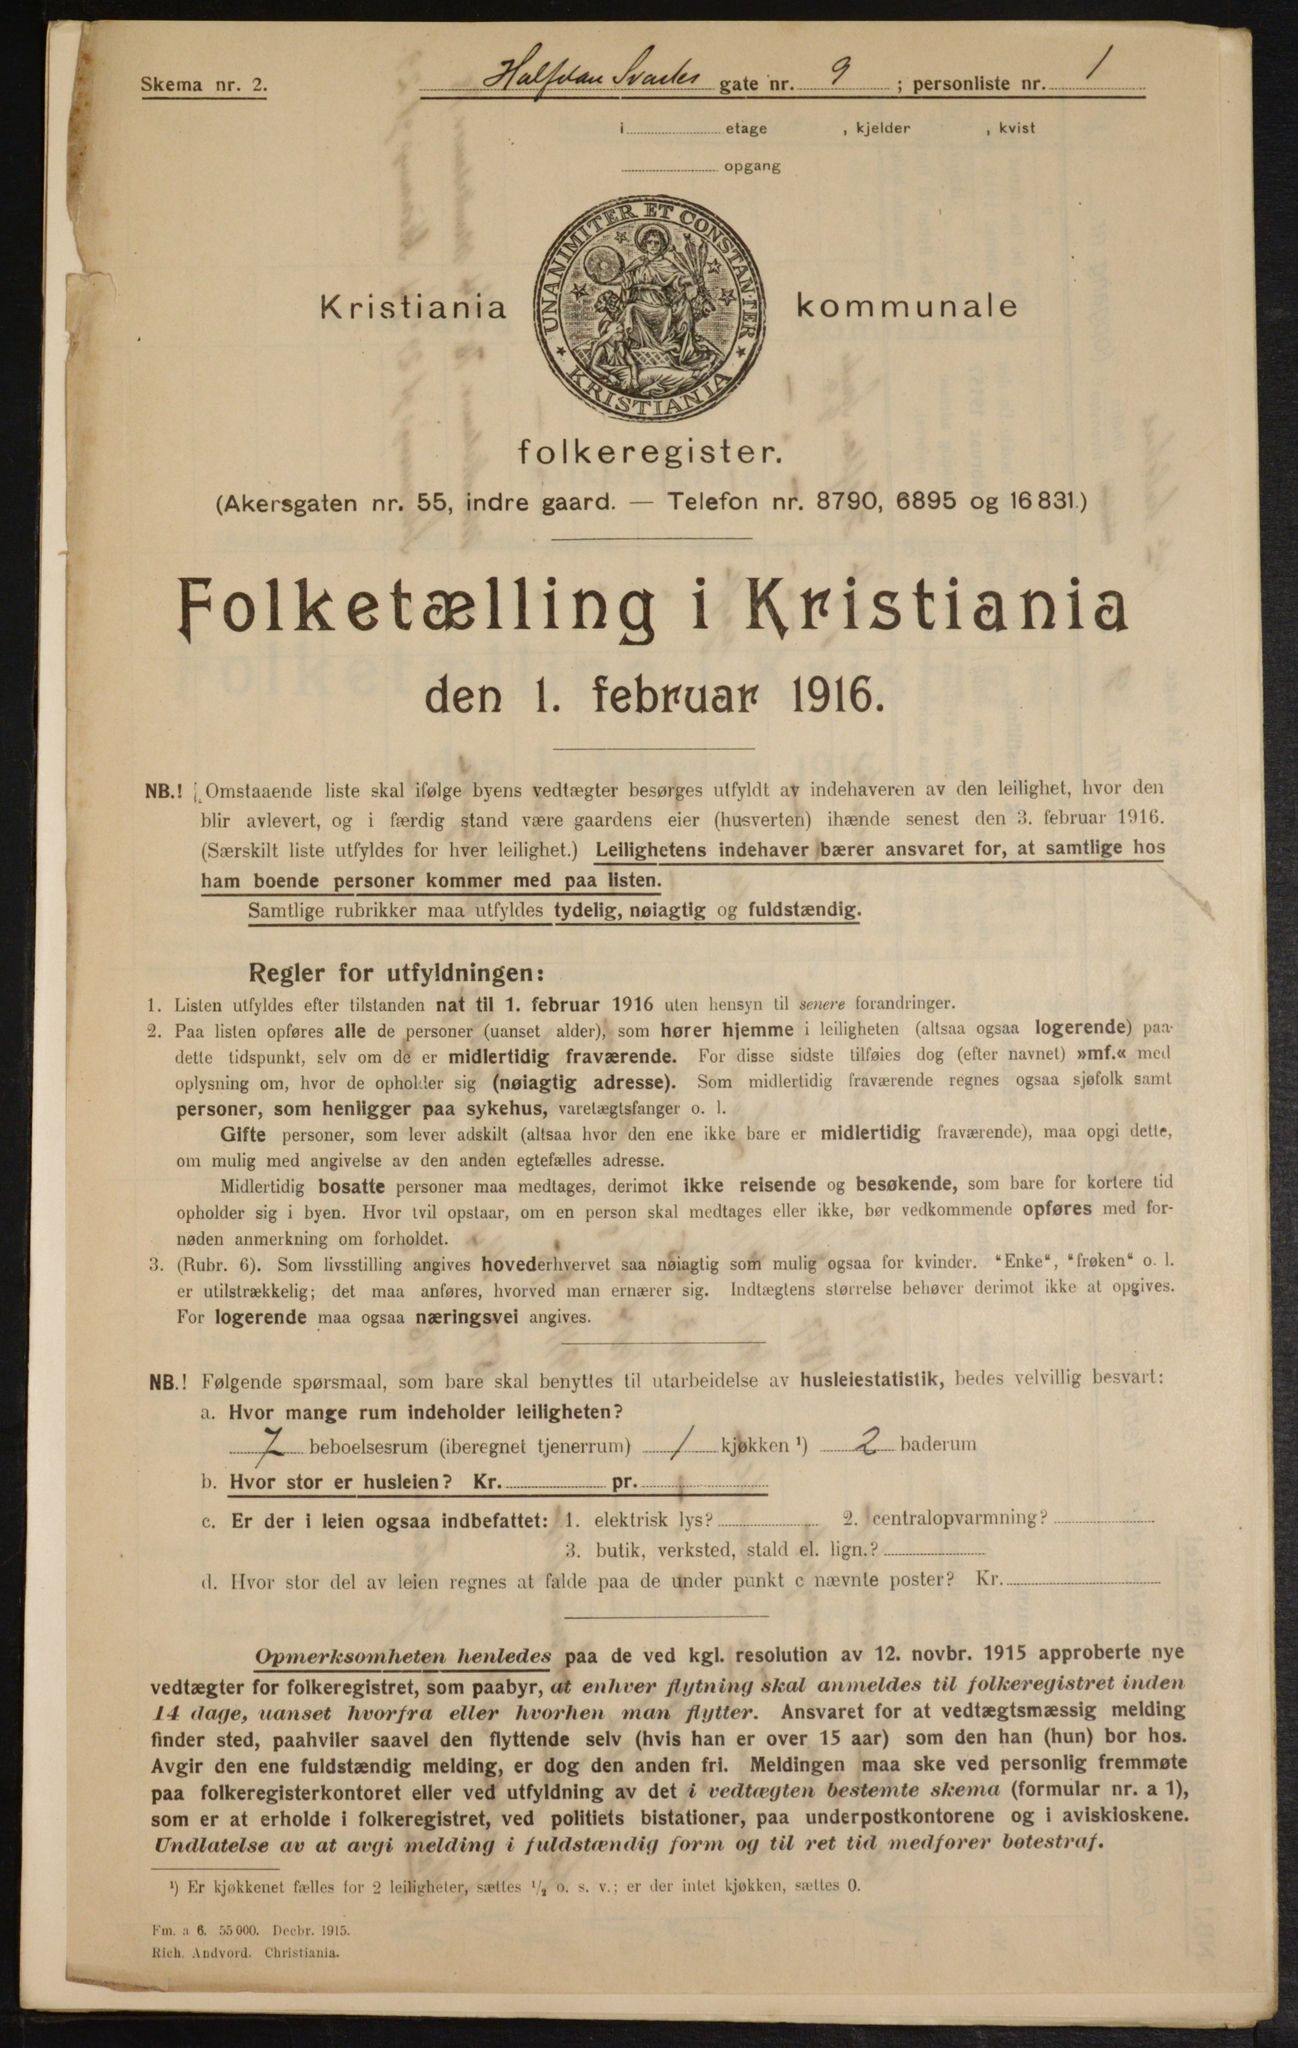 Skema nr. 2.
Halfdan Svartes gate nr. 9 ; personliste nr. 1
i etage , kjelder , kvist
opgang
UNANIMITER ET CONSTANTER
KRISTIANIA
Kristiania kommunale
folkeregister.
(Akersgaten nr. 55, indre gaard. — Telefon nr. 8790, 6895 og 16 831.)
Folketælling i Kristiania
den 1. februar 1916.
NB.! Omstaaende liste skal ifølge byens vedtægter besørges utfyldt av indehaveren av den leilighet, hvor den
blir avlevert, og i færdig stand være gaardens eier (husverten) ihænde senest den 3. februar 1916.
(Særskilt liste utfyldes for hver leilighet.) Leilighetens indehaver bærer ansvaret for, at samtlige hos
ham boende personer kommer med paa listen.
Samtlige rubrikker maa utfyldes tydelig, nøiagtig og fuldstændig.
Regler for utfyldningen:
1. Listen utfyldes efter tilstanden nat til 1. februar 1916 uten hensyn til senere forandringer.
2. Paa listen opføres alle de personer (uanset alder), som hører hjemme i leiligheten (altsaa ogsaa logerende) paa
dette tidspunkt, selv om de er midlertidig fraværende. For disse sidste tilføies dog (efter navnet) »mf.« med
oplysning om, hvor de opholder sig (nøiagtig adresse). Som midlertidig fraværende regnes ogsaa sjøfolk samt
personer, som henligger paa sykehus, varetægtsfanger o. l.
Gifte personer, som lever adskilt (altsaa hvor den ene ikke bare er midlertidig fraværende), maa opgi dette,
om mulig med angivelse av den anden egtefælles adresse.
Midlertidig bosatte personer maa medtages, derimot ikke reisende og besøkende, som bare for kortere tid
opholder sig i byen. Hvor tvil opstaar, om en person skal medtages eller ikke, bør vedkommende opføres med for-
nøden anmerkning om forholdet.
3. (Rubr. 6). Som livsstilling angives hovederhvervet saa nøiagtig som mulig ogsaa for kvinder. “Enke“, “frøken“ o. l.
er utilstrækkelig; det maa anføres, hvorved man ernærer sig. Indtægtens størrelse behøver derimot ikke at opgives.
For logerende maa ogsaa næringsvei angives.
NB.! Følgende spørsmaal, som bare skal benyttes til utarbeidelse av husleiestatistik, bedes velvillig besvart:
a. Hvor mange rum indeholder leiligheten?
7 beboelsesrum (iberegnet tjenerrum) 1 kjøkken ¹) 2 baderum
b. Hvor stor er husleien? Kr. pr.
c. Er der i leien ogsaa indbefattet: 1. elektrisk lys? 2. centralopvarmning?
3. butik, verksted, stald el. lign.?
d. Hvor stor del av leien regnes at falde paa de under punkt c nævnte poster? Kr.
Opmerksomheten henledes paa de ved kgl. resolution av 12. novbr. 1915 approberte nye
vedtægter for folkeregistret, som paabyr, at enhver flytning skal anmeldes til folkeregistret inden
14 dage, uanset hvorfra eller hvorhen man flytter. Ansvaret for at vedtægtsmæssig melding
finder sted, paahviler saavel den flyttende selv (hvis han er over 15 aar) som den han (hun) bor hos.
Avgir den ene fuldstændig melding, er dog den anden fri. Meldingen maa ske ved personlig fremmøte
paa folkeregisterkontoret eller ved utfyldning av det i vedtægten bestemte skema (formular nr. a 1),
som er at erholde i folkeregistret, ved politiets bistationer, paa underpostkontorene og i aviskioskene.
Undlatelse av at avgi melding i fuldstændig form og til ret tid medfører bøtestraf.
¹) Er kjøkkenet fælles for 2 leiligheter, sættes ½ o. s. v.; er der intet kjøkken, sættes 0.
Fm. a 6. 55 000. Decbr. 1915.
Rich. Andvord. Christiania.